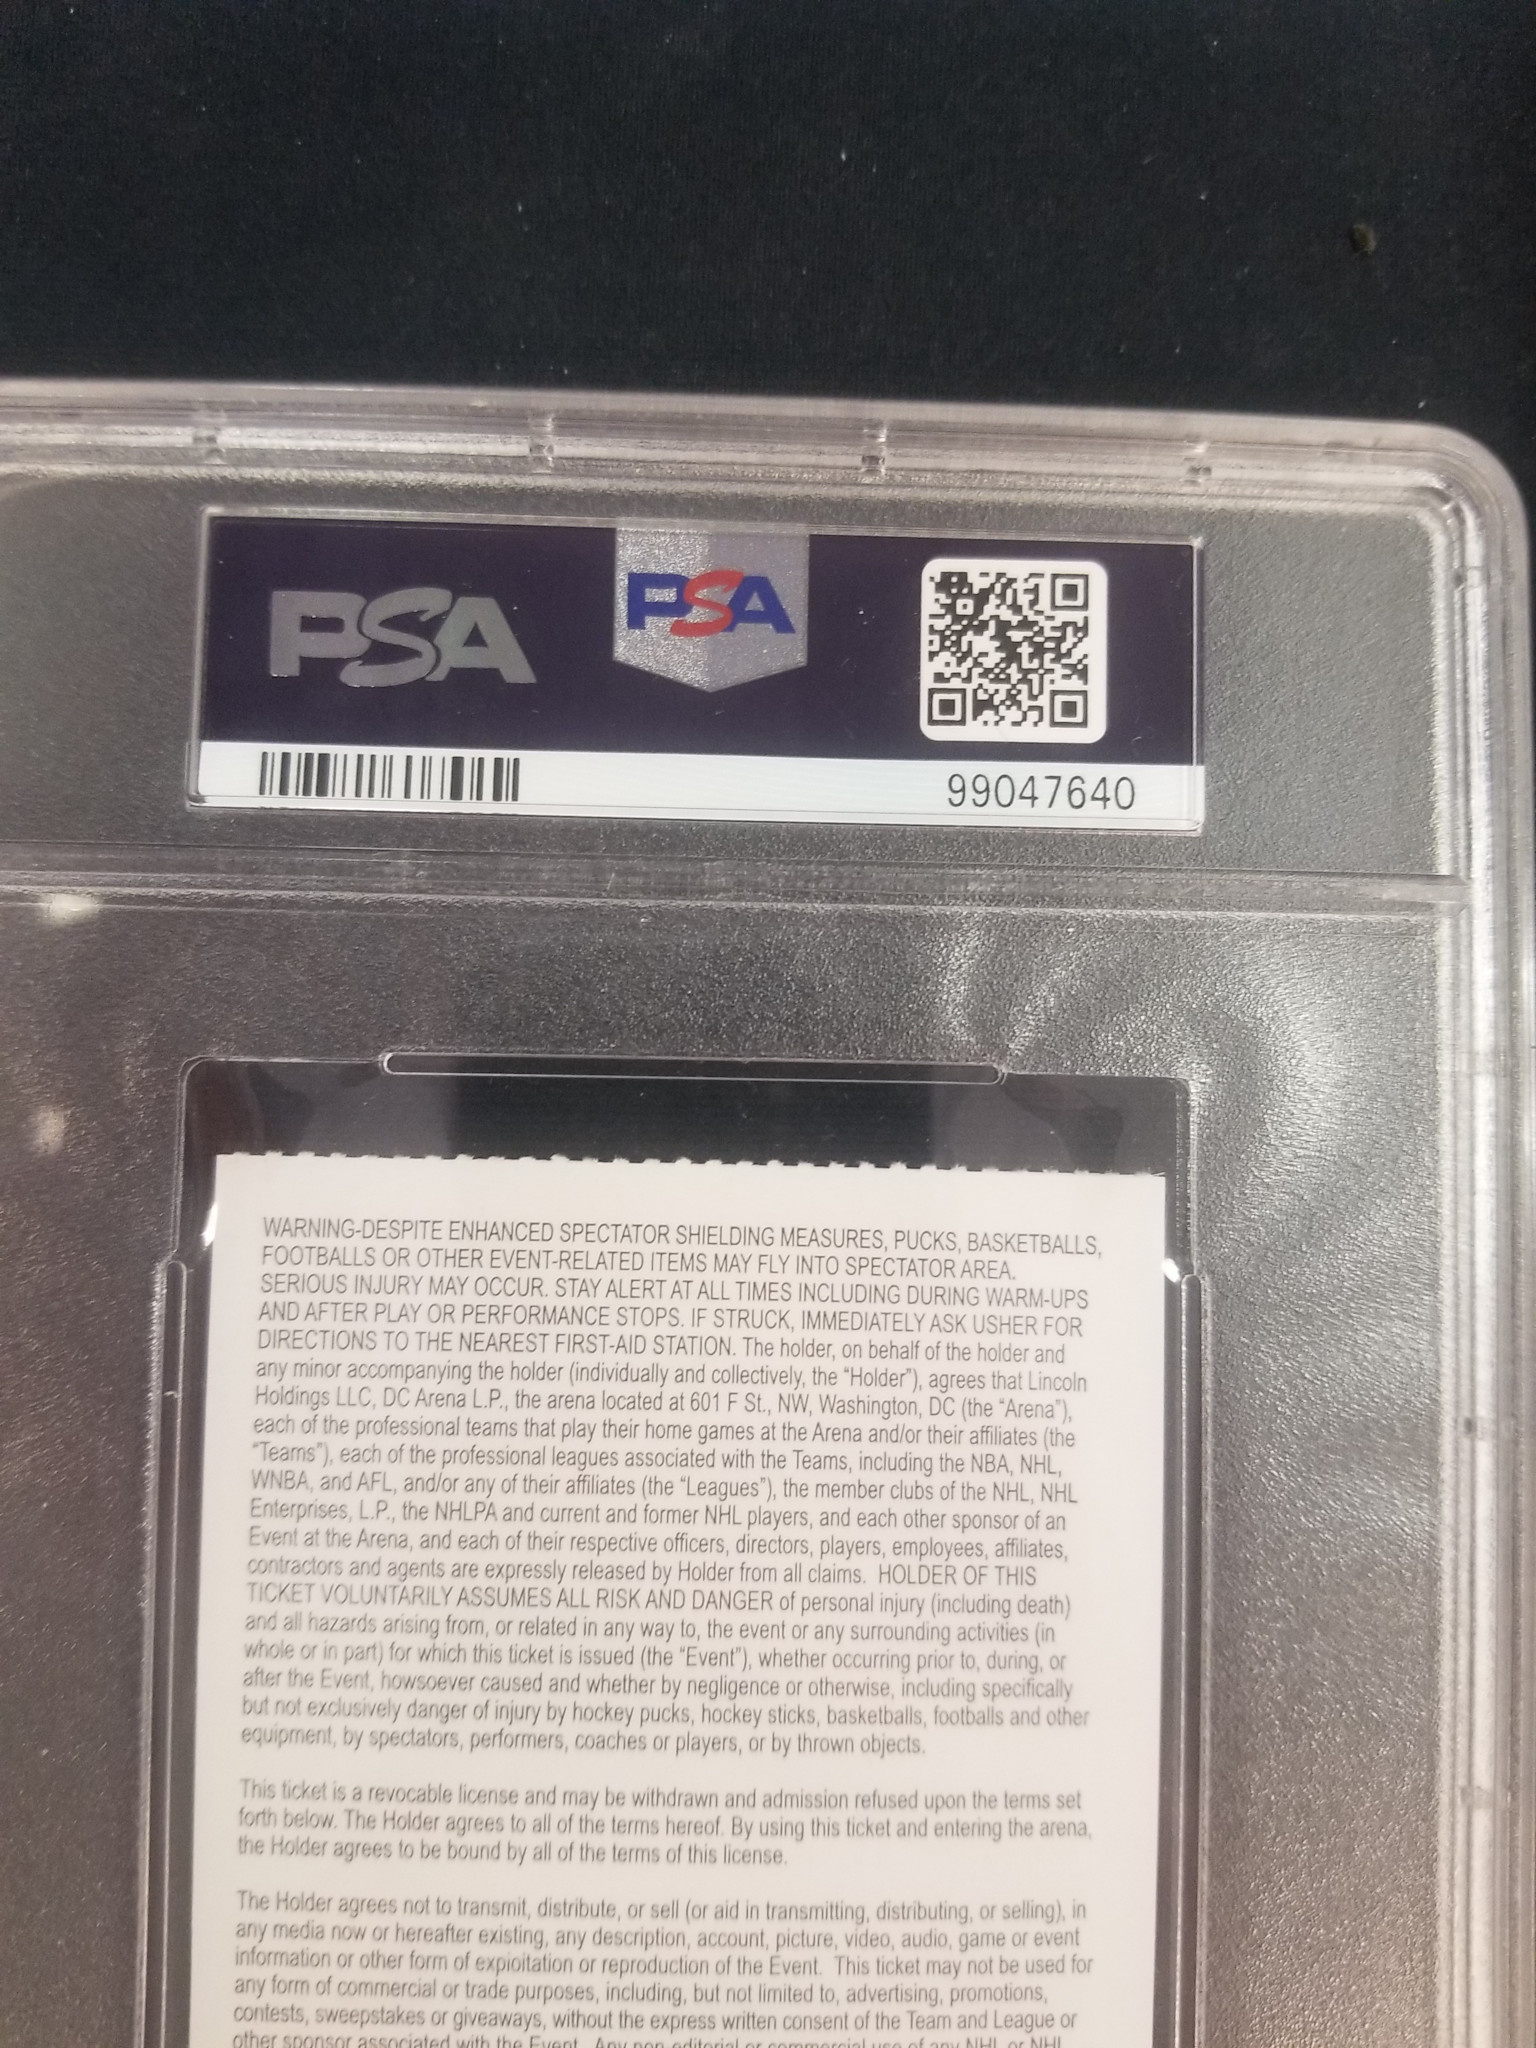 PSA
PSA
99047640
WARNING-DESPITE ENHANCED SPECTATOR SHIELDING MEASURES, PUCKS, BASKETBALLS,
FOOTBALLS OR OTHER EVENT-RELATED ITEMS MAY FLY INTO SPECTATOR AREA.
SERIOUS INJURY MAY OCCUR. STAY ALERT AT ALL TIMES INCLUDING DURING WARM-UPS
AND AFTER PLAY OR PERFORMANCE STOPS. IF STRUCK, IMMEDIATELY ASK USHER FOR
DIRECTIONS TO THE NEAREST FIRST-AID STATION. The holder, on behalf of the holder and
any minor accompanying the holder (individually and collectively, the “Holder”), agrees that Lincoln
Holdings LLC, DC Arena L.P., the arena located at 601 F St., NW, Washington, DC (the “Arena”),
each of the professional teams that play their home games at the Arena and/or their affiliates (the
“Teams”), each of the professional leagues associated with the Teams, including the NBA, NHL,
WNBA, and AFL, and/or any of their affiliates (the “Leagues”), the member clubs of the NHL, NHL
Enterprises, L.P., the NHLPA and current and former NHL players, and each other sponsor of an
Event at the Arena, and each of their respective officers, directors, players, employees, affiliates,
contractors and agents are expressly released by Holder from all claims. HOLDER OF THIS
TICKET VOLUNTARILY ASSUMES ALL RISK AND DANGER of personal injury (including death)
and all hazards arising from, or related in any way to, the event or any surrounding activities (in
whole or in part) for which this ticket is issued (the “Event”), whether occurring prior to, during, or
after the Event, howsoever caused and whether by negligence or otherwise, including specifically
but not exclusively danger of injury by hockey pucks, hockey sticks, basketballs, footballs and other
equipment, by spectators, performers, coaches or players, or by thrown objects.
This ticket is a revocable license and may be withdrawn and admission refused upon the terms set
forth below. The Holder agrees to all of the terms hereof. By using this ticket and entering the arena,
the Holder agrees to be bound by all of the terms of this license.
The Holder agrees not to transmit, distribute, or sell (or aid in transmitting, distributing, or selling), in
any media now or hereafter existing, any description, account, picture, video, audio, game or event
information or other form of expioitation or reproduction of the Event. This ticket may not be used for
any form of commercial or trade purposes, including, but not limited to, advertising, promotions,
contests, sweepstakes or giveaways, without the express written consent of the Team and League or
other sponsor associated with the Event. Any non-editorial or commercial use of any NHL or NHL